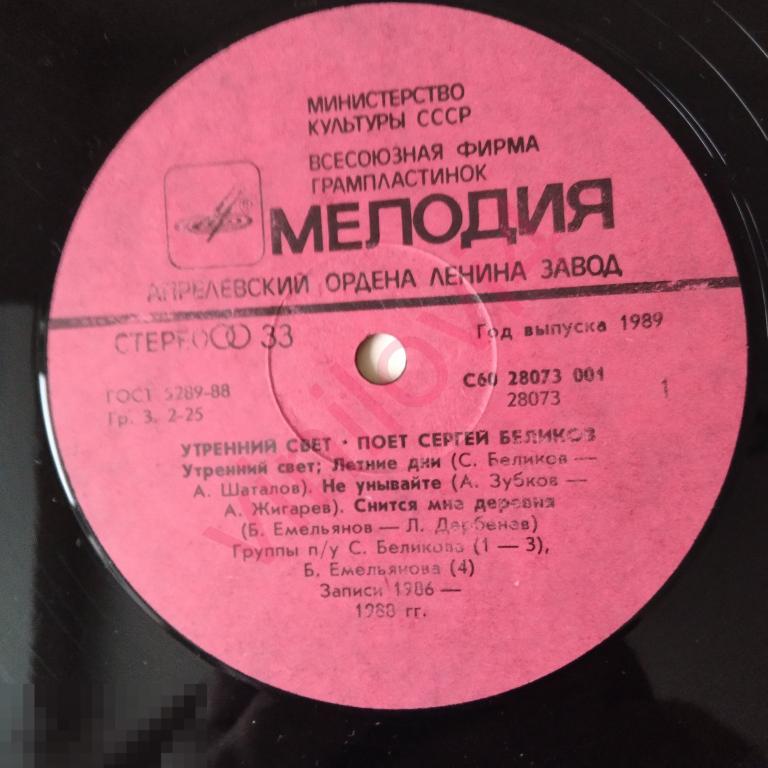 МИНИСТЕРСТВО
КУЛЬТУРЫ СССР
ВСЕСОЮЗНАЯ ФИРМА
ГРАМПЛАСТИНОК
МЕЛОДИЯ
АПРЕЛЕВСКИЙ ОРДЕНА ЛЕНИНА ЗАВОД
СТЕРЕО 33
Год выпуска 1989
ГОСТ 5289-88
Гр. 3. 2-25
С60 28073 001
28073
1
УТРЕННИЙ СВЕТ · ПОЕТ СЕРГЕЙ БЕЛИКОВ
Утренний свет; Летние дни (С. Беликов —
А. Шаталов). Не унывайте (А. Зубков —
А. Жигарев). Снится мне деревня
(Б. Емельянов — Л. Дербенев)
Группы п/у С. Беликова (1 — 3),
Б. Емельянова (4)
Записи 1986 —
1988 гг.